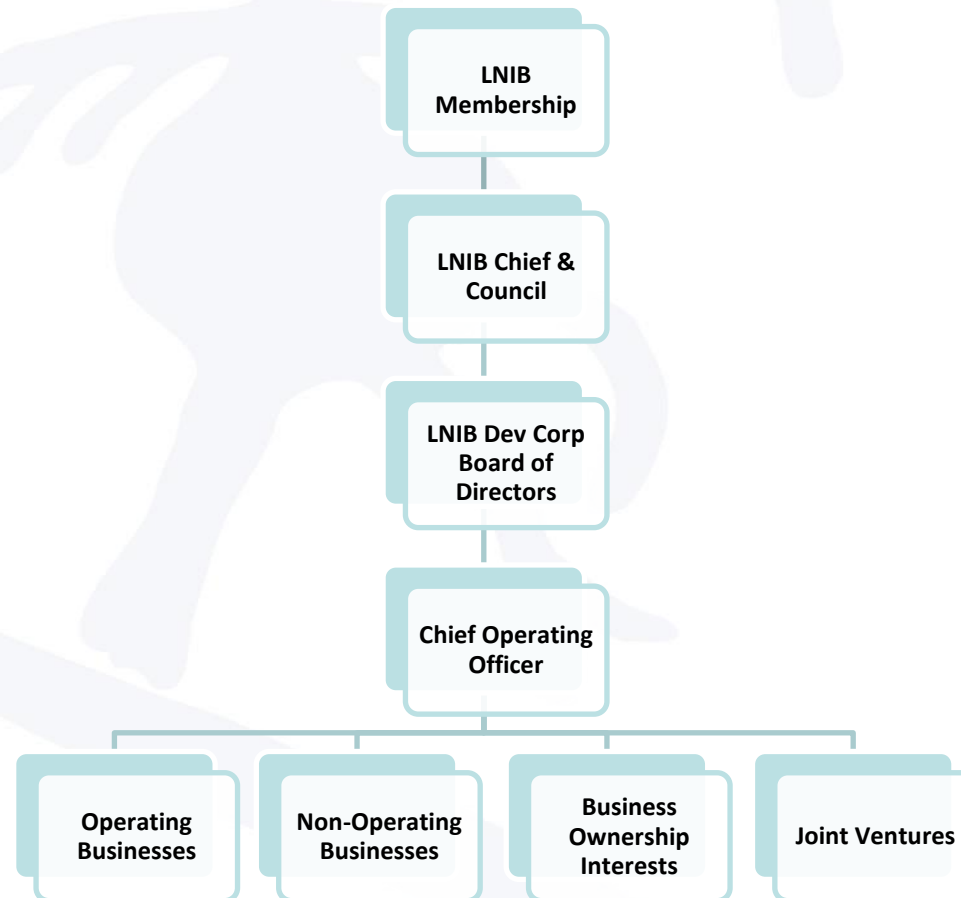 LNIB
Membership
LNIB Chief &
Council
LNIB Dev Corp
Board of
Directors
Chief Operating
Officer
Operating
Businesses
Non-Operating
Businesses
Business
Ownership
Interests
Joint Ventures